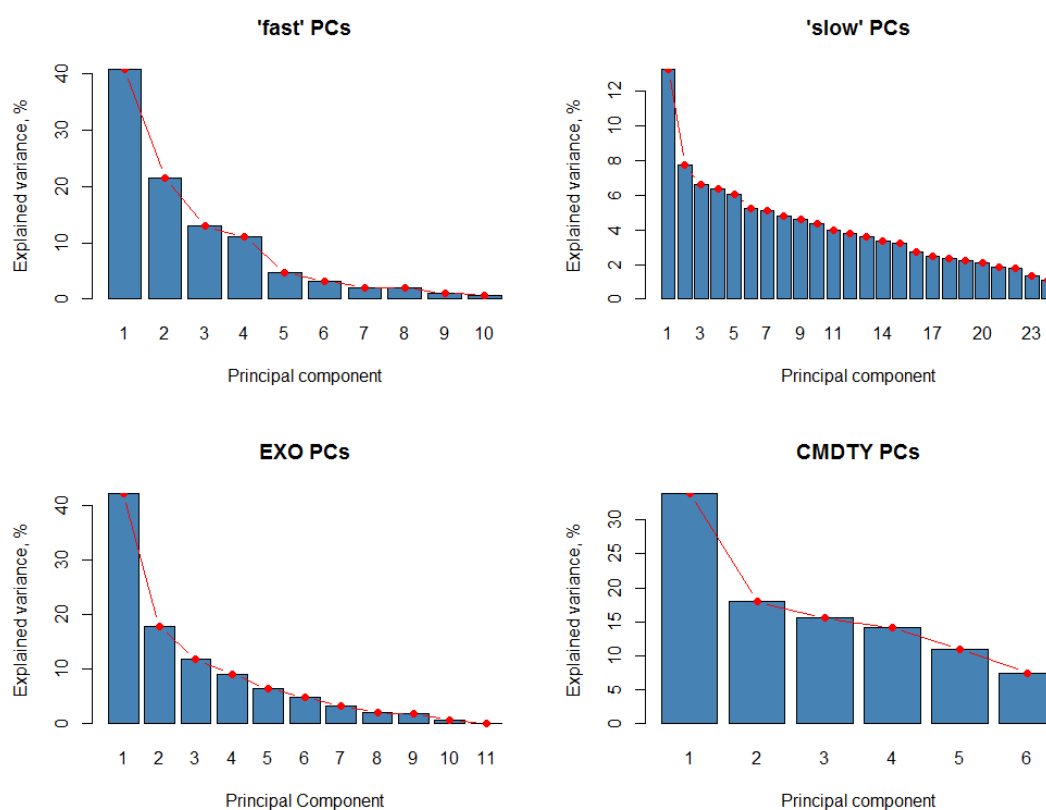 'fast' PCs
Explained variance, %
0 10 20 30 40
1 2 3 4 5 6 7 8 9 10
Principal component
'slow' PCs
Explained variance, %
0 2 4 6 8 10 12
1 3 5 7 9 11 14 17 20 23
Principal component
EXO PCs
Explained variance, %
0 10 20 30 40
1 2 3 4 5 6 7 8 9 10 11
Principal Component
CMDTY PCs
Explained variance, %
0 5 10 15 20 25 30
1 2 3 4 5 6
Principal component